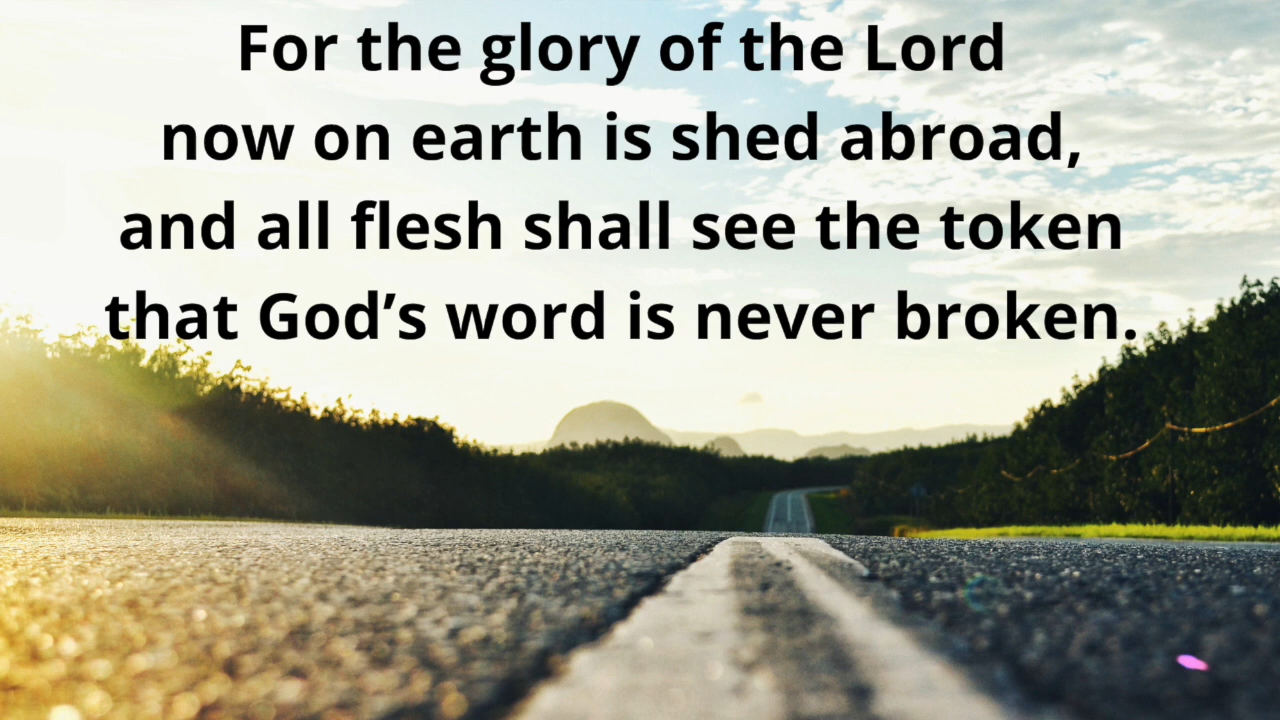 For the glory of the Lord
now on earth is shed abroad,
and all flesh shall see the token
that God’s word is never broken.